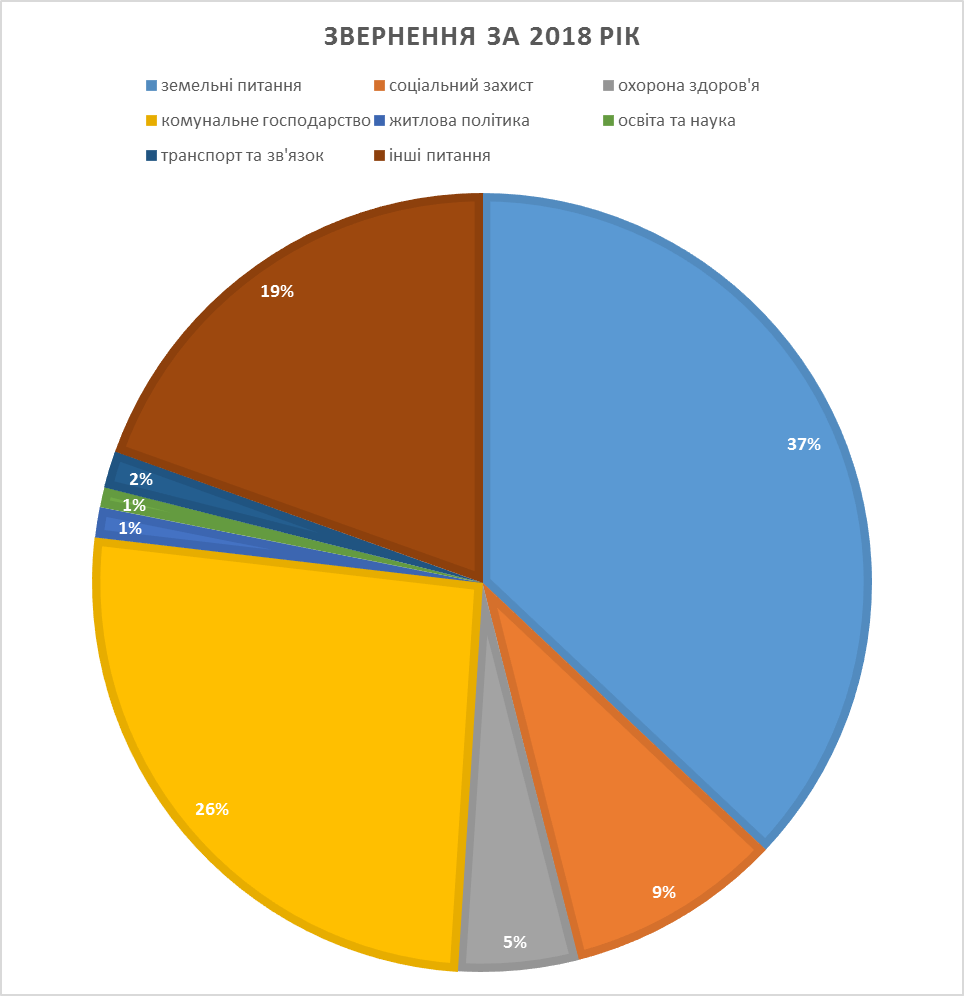 ЗВЕРНЕННЯ ЗА 2018 РІК
земельні питання соціальний захист охорона здоров'я
комунальне господарство житлова політика освіта та наука
транспорт та зв'язок інші питання
19%
37%
2%
1%
1%
26%
9%
5%